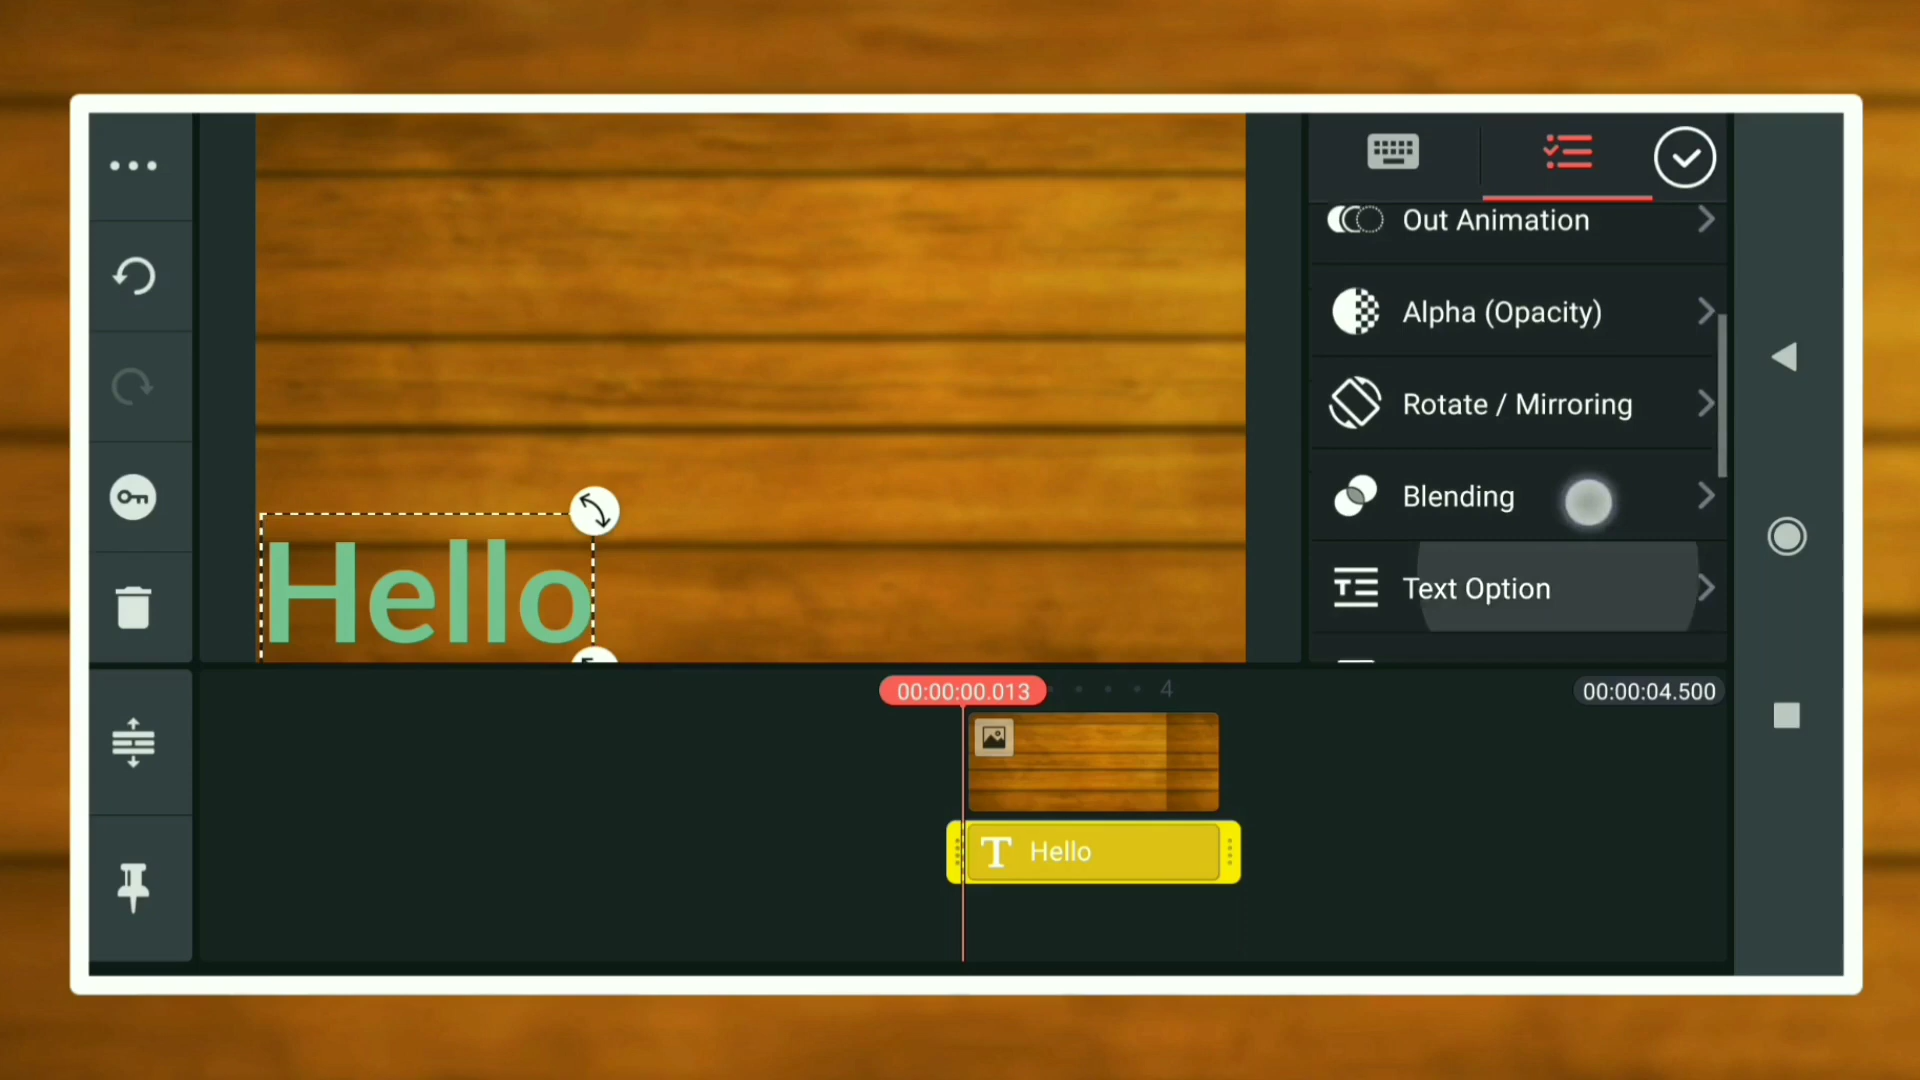 Out Animation
Alpha (Opacity)
Rotate / Mirroring
Blending
Text Option
Hello
00:00:00.013
4
00:00:04.500
T Hello